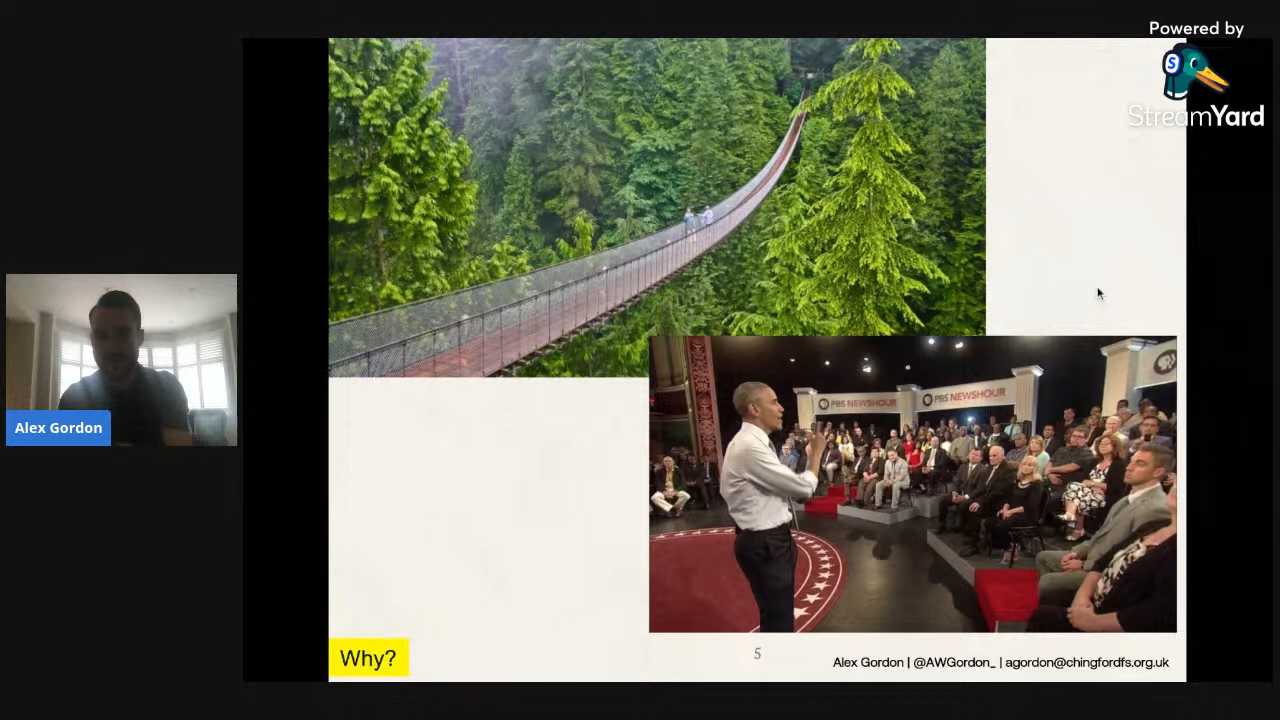 Powered by
StreamYard
PBS NEWSHOUR
PBS NEWSHOUR
Alex Gordon
Why?
5
Alex Gordon | @AWGordon_ | agordon@chingfordfs.org.uk